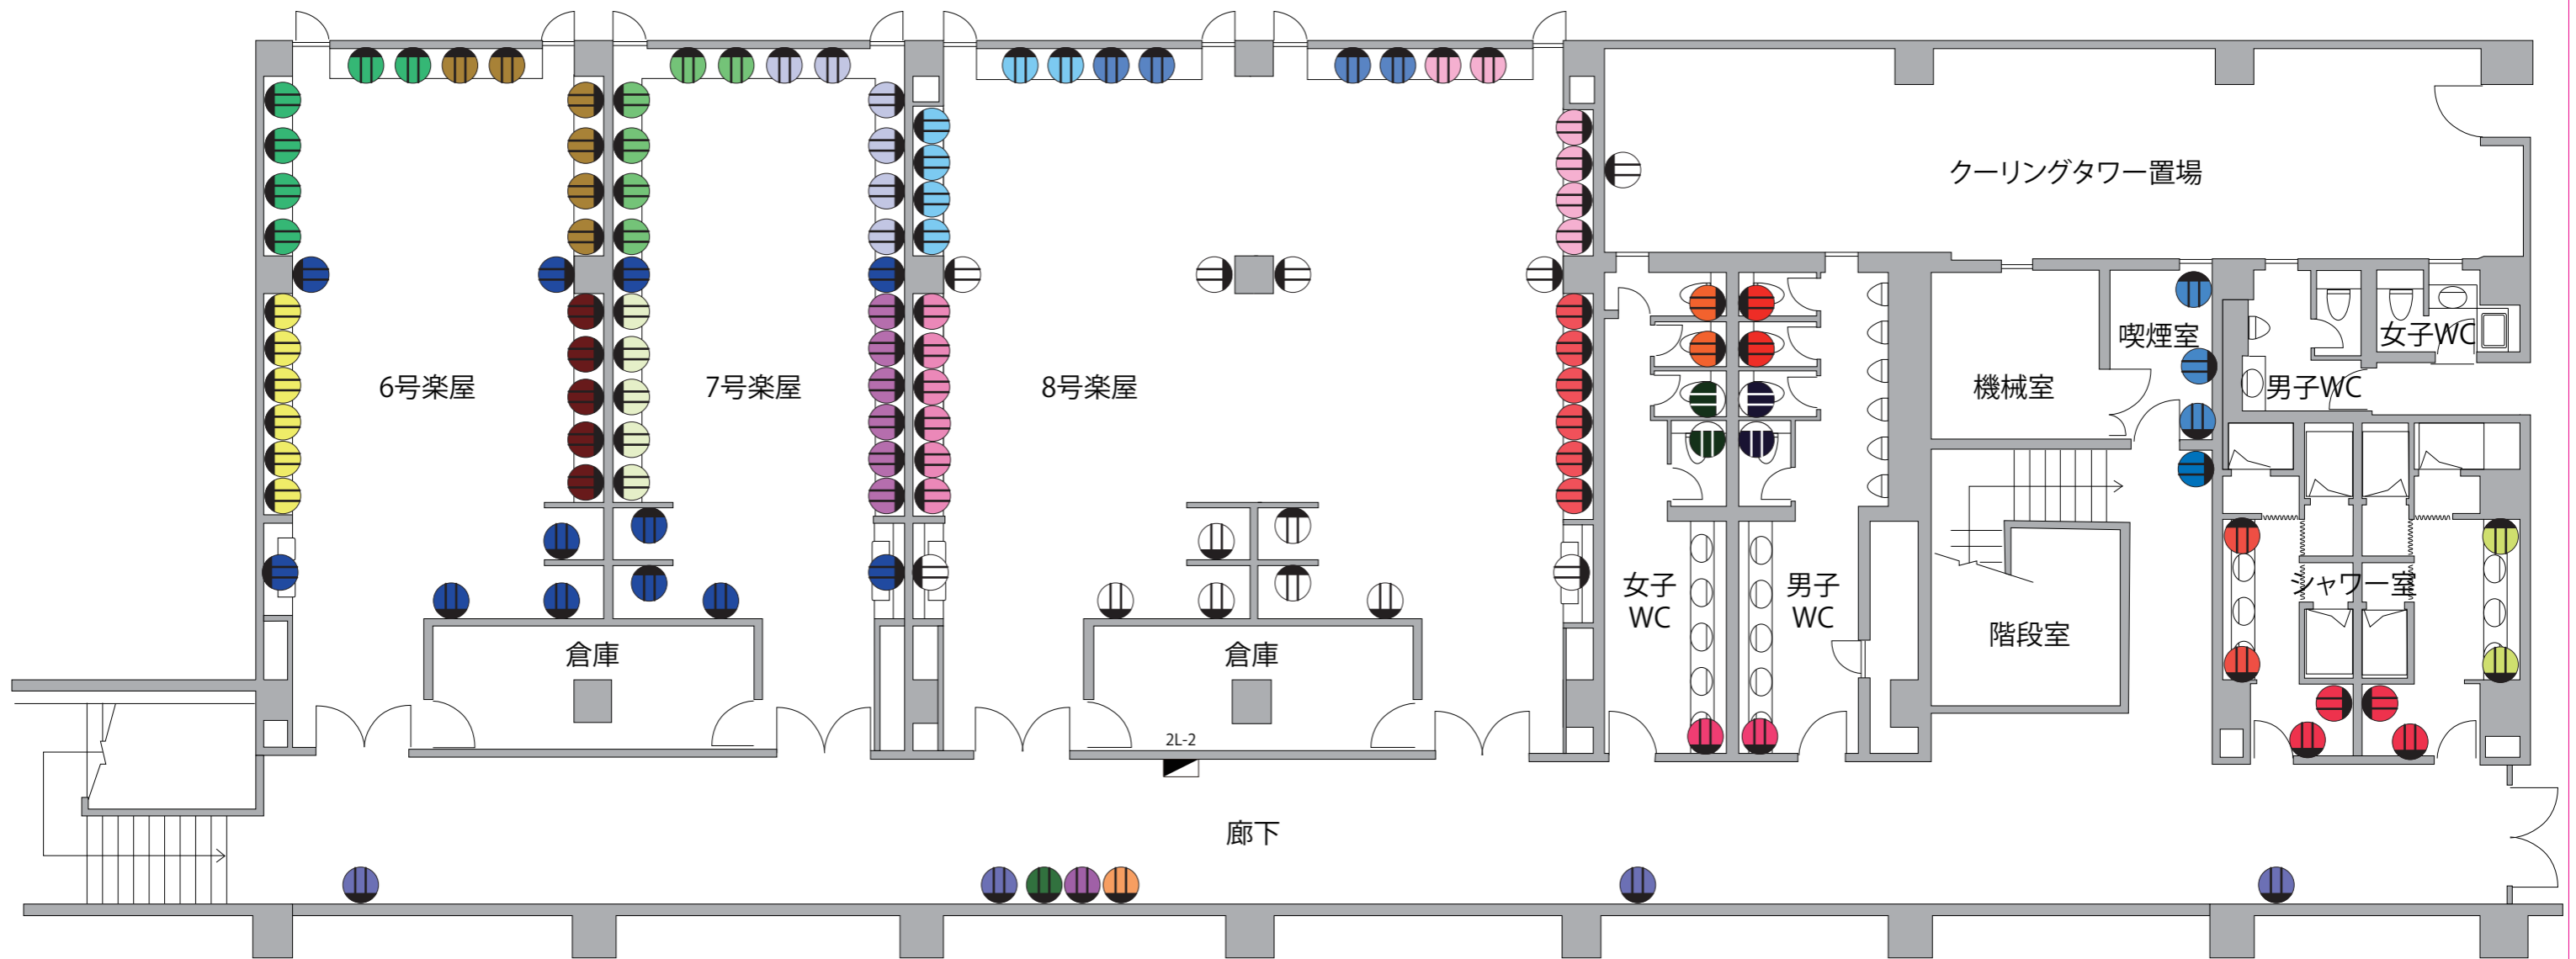 クーリングタワー置場
6号楽屋
7号楽屋
8号楽屋
機械室
喫煙室
男子WC
女子WC
女子
WC
男子
WC
階段室
シャワー室
倉庫
倉庫
2L-2
廊下